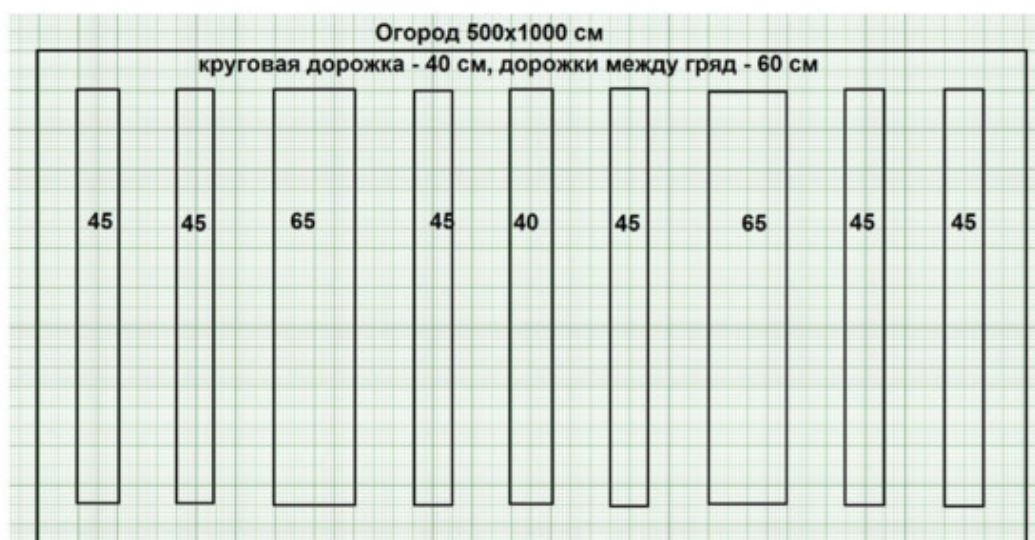 Огород 500x1000 см
круговая дорожка - 40 см, дорожки между гряд - 60 см
45 45 65 45 40 45 65 45 45